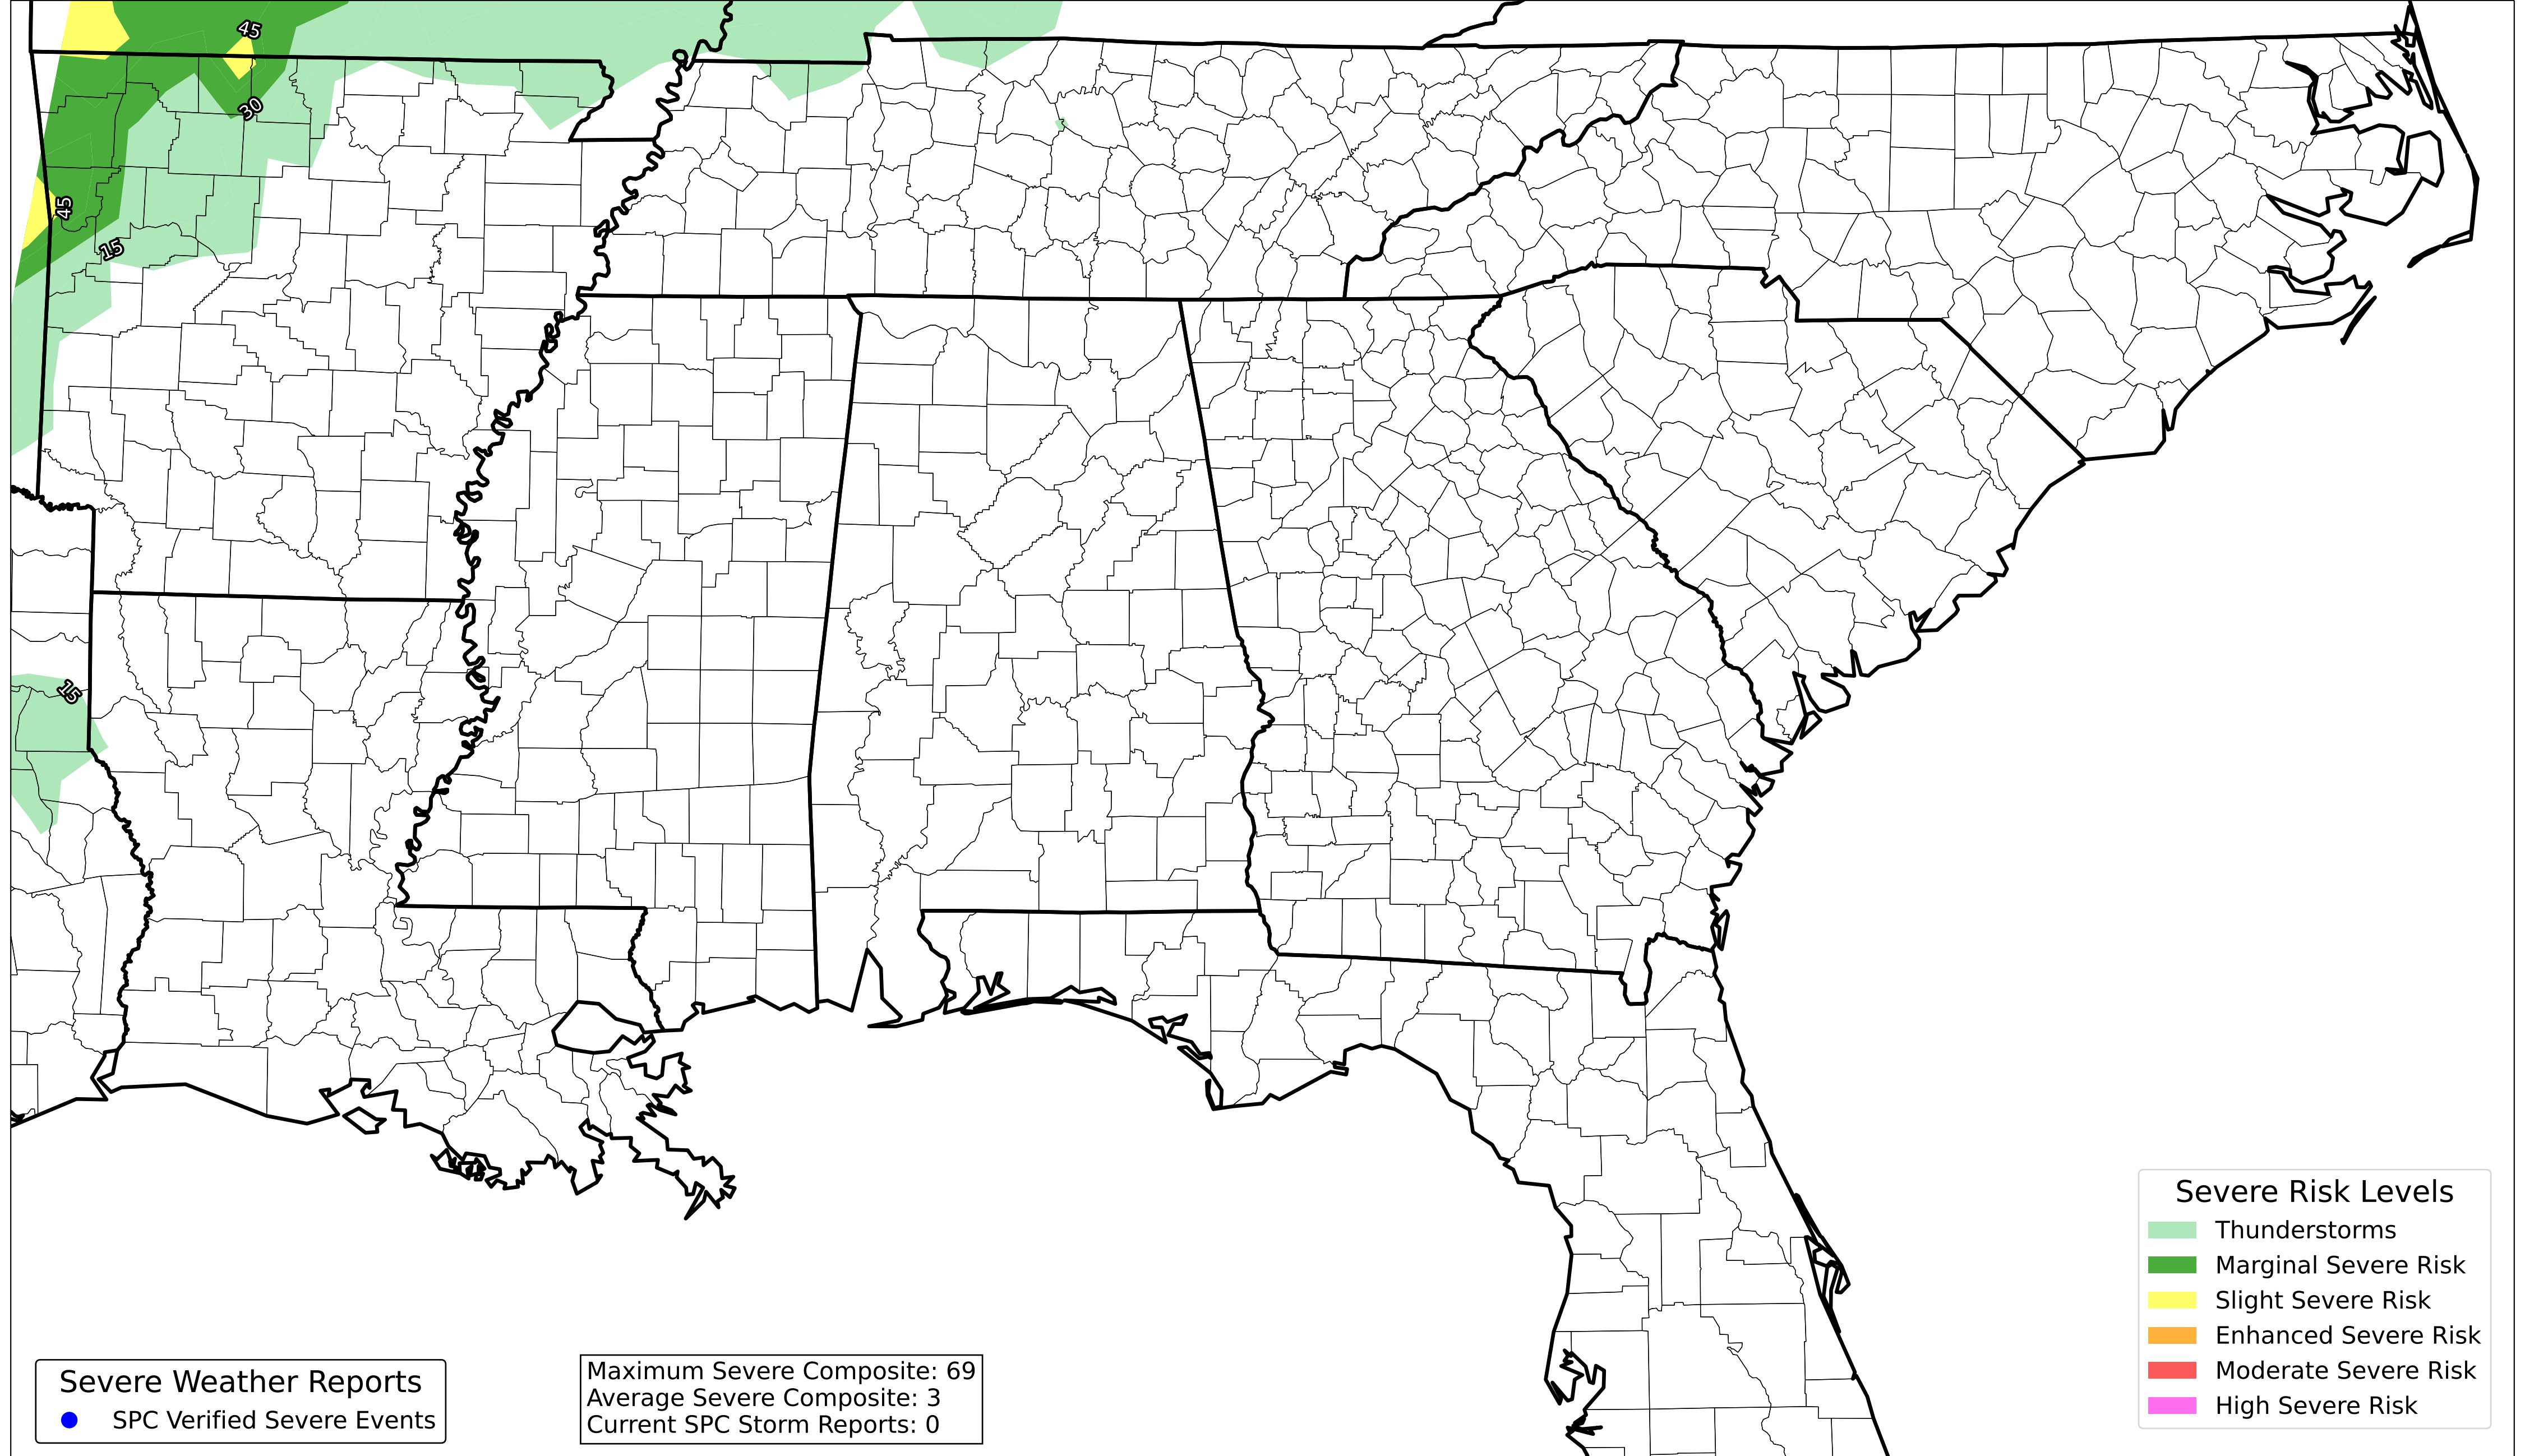 45
30
45
15
15
Severe Risk Levels
Thunderstorms
Marginal Severe Risk
Slight Severe Risk
Enhanced Severe Risk
Moderate Severe Risk
High Severe Risk
Severe Weather Reports
SPC Verified Severe Events
Maximum Severe Composite: 69
Average Severe Composite: 3
Current SPC Storm Reports: 0